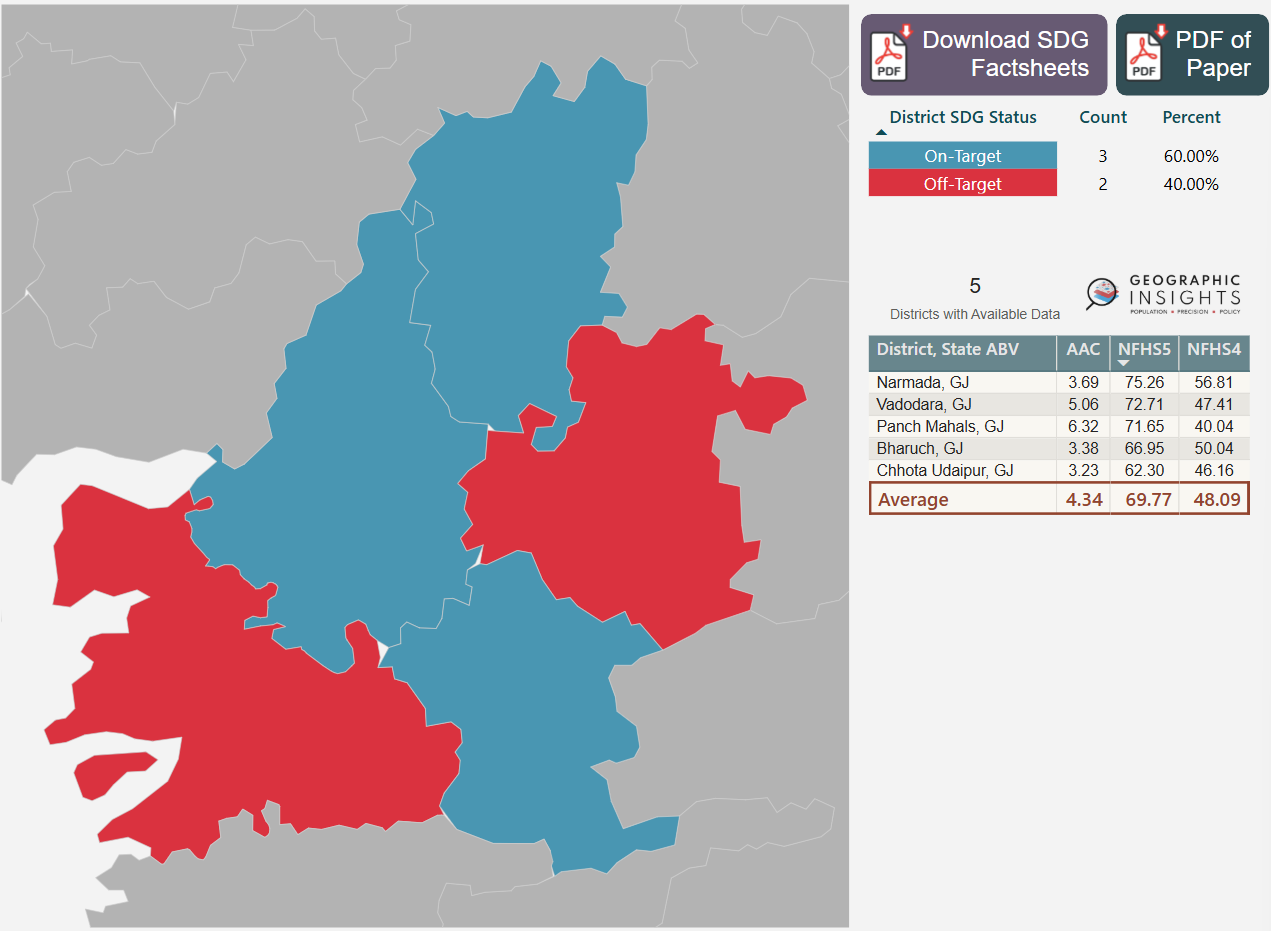 PDF
Download SDG
Factsheets
PDF
PDF of
Paper
District SDG Status Count Percent
On-Target 3 60.00%
Off-Target 2 40.00%
5
Districts with Available Data
GEOGRAPHIC
INSIGHTS
POPULATION • PRECISION • POLICY
District, State ABV AAC NFHS5 NFHS4
Narmada, GJ 3.69 75.26 56.81
Vadodara, GJ 5.06 72.71 47.41
Panch Mahals, GJ 6.32 71.65 40.04
Bharuch, GJ 3.38 66.95 50.04
Chhota Udaipur, GJ 3.23 62.30 46.16
Average 4.34 69.77 48.09